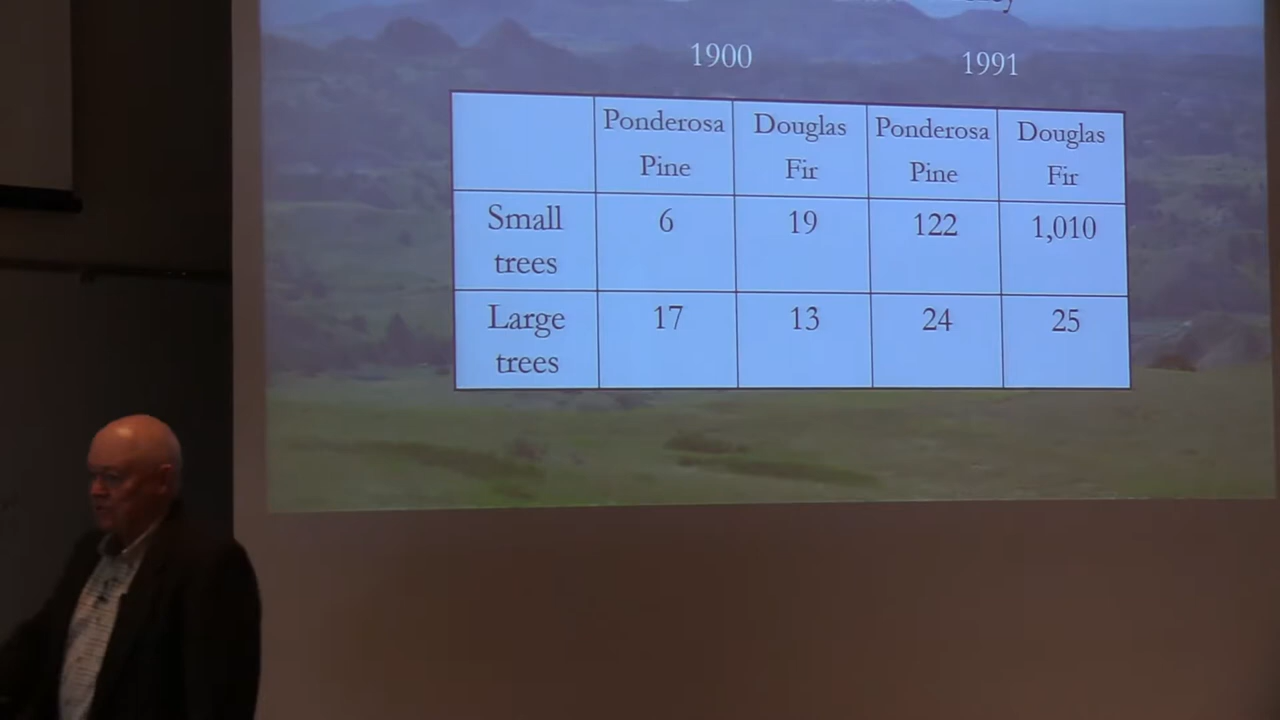 1900 1991
Ponderosa Pine Douglas Fir Ponderosa Pine Douglas Fir
Small trees 6 19 122 1,010
Large trees 17 13 24 25